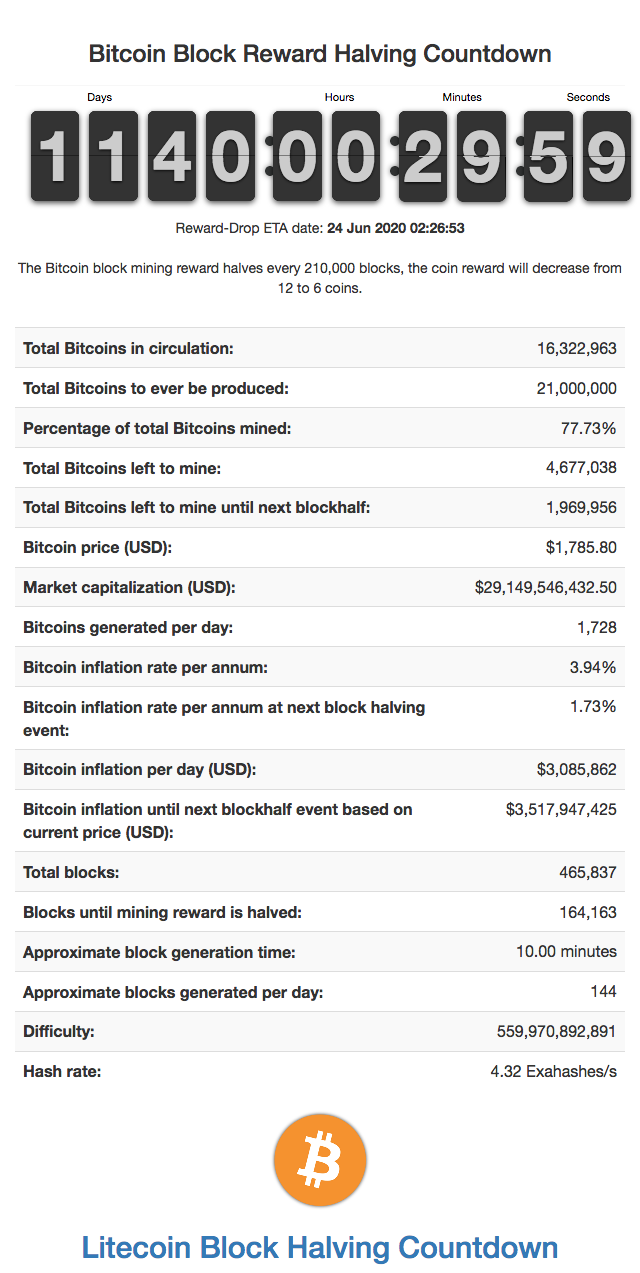 Bitcoin Block Reward Halving Countdown
Days Hours Minutes Seconds
1140:00:29:59
Reward-Drop ETA date: 24 Jun 2020 02:26:53
The Bitcoin block mining reward halves every 210,000 blocks, the coin reward will decrease from
12 to 6 coins.
Total Bitcoins in circulation: 16,322,963
Total Bitcoins to ever be produced: 21,000,000
Percentage of total Bitcoins mined: 77.73%
Total Bitcoins left to mine: 4,677,038
Total Bitcoins left to mine until next blockhalf: 1,969,956
Bitcoin price (USD): $1,785.80
Market capitalization (USD): $29,149,546,432.50
Bitcoins generated per day: 1,728
Bitcoin inflation rate per annum: 3.94%
Bitcoin inflation rate per annum at next block halving 1.73%
event:
Bitcoin inflation per day (USD): $3,085,862
Bitcoin inflation until next blockhalf event based on $3,517,947,425
current price (USD):
Total blocks: 465,837
Blocks until mining reward is halved: 164,163
Approximate block generation time: 10.00 minutes
Approximate blocks generated per day: 144
Difficulty: 559,970,892,891
Hash rate: 4.32 Exahashes/s
Litecoin Block Halving Countdown